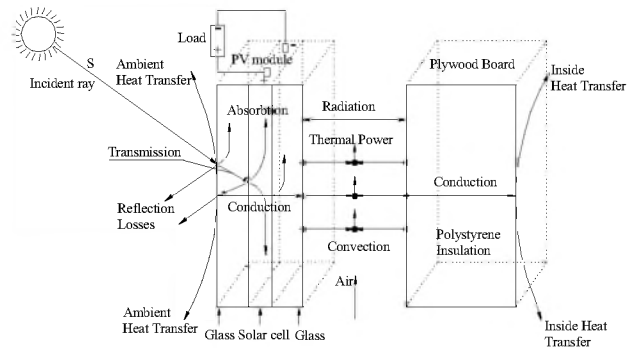 Load
S
PV module
Ambient
Heat Transfer
Incident ray
Plywood Board
Inside
Heat Transfer
Absorbtion
Radiation
Thermal Power
Transmission
Conduction
Conduction
Reflection
Losses
Convection
Polystyrene
Insulation
Air
Ambient
Heat Transfer
Glass Solar cell Glass
Inside Heat
Transfer